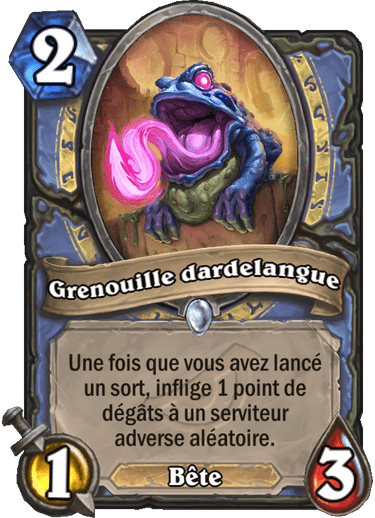 2
Grenouille dardelangue
Une fois que vous avez lancé
un sort, inflige 1 point de
dégâts à un serviteur
adverse aléatoire.
Bête
1
3